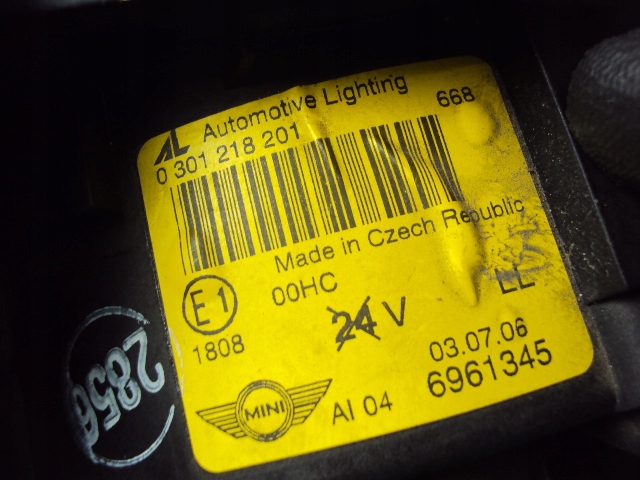 AL Automotive Lighting 668
0 301 218 201
Made in Czech Republic
E1 00HC LL
1808 24 V 03.07.06
MINI AI 04 6961345
2856